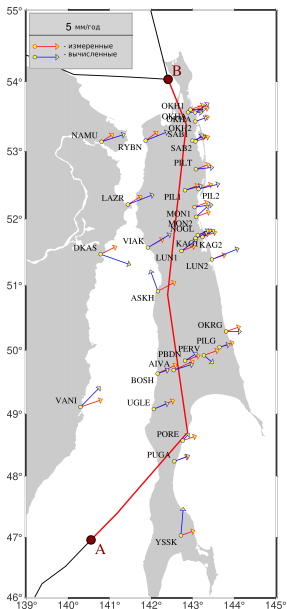 55°
5 мм/год
- измеренные
- вычисленные
B
54°
OKH1
OKHA
OKH2
NAMU
SAB1
RYBN
SAB2
53°
PILT
LAZR
PIL1
PIL2
MON1
52°
MON2
NOGL
VIAK
KAG1
KAG2
DKAS
LUN1
LUN2
51°
ASKH
OKRG
PILG
50°
PERV
PBDN
AIVA
BOSH
VANI
UGLE
49°
PORE
PUGA
48°
47°
A
YSSK
46°
139° 140° 141° 142° 143° 144° 145°